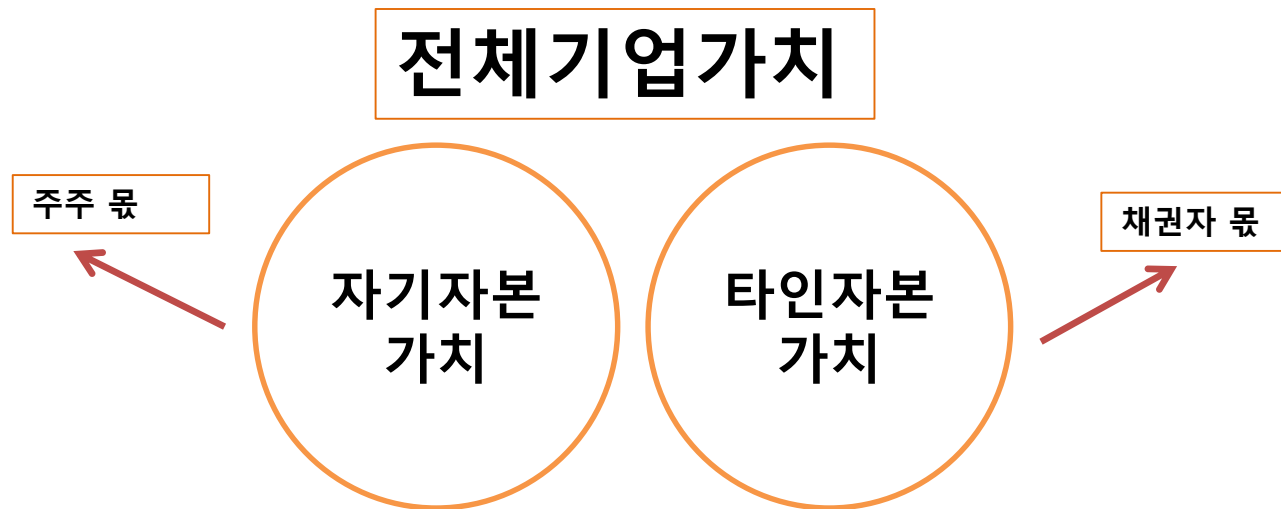 전체기업가치
주주 몫
채권자 몫
자기자본
가치
타인자본
가치